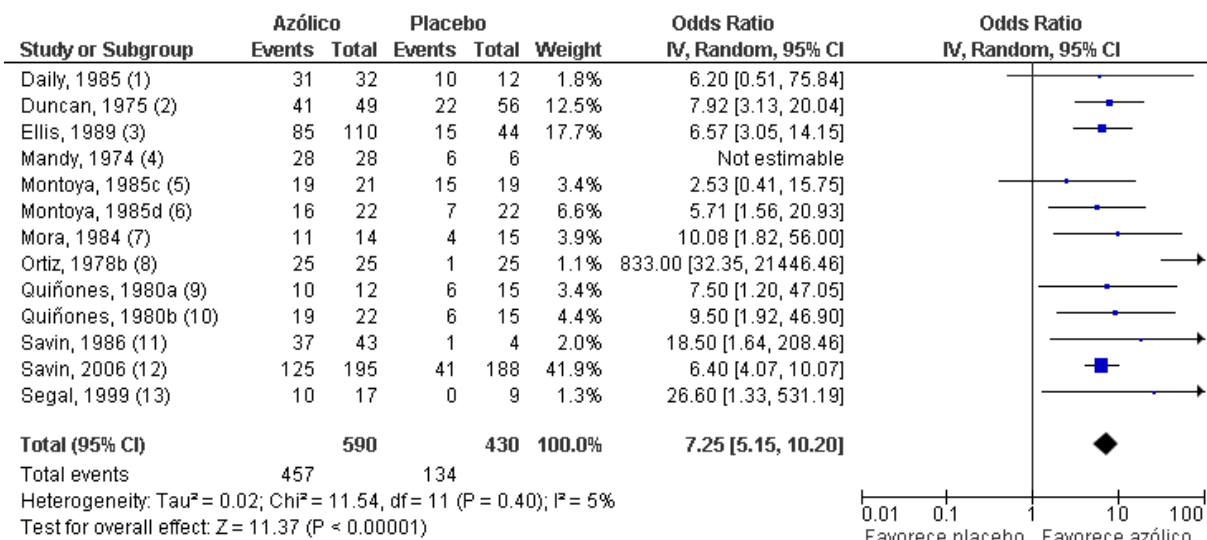 Azólico Placebo Odds Ratio Odds Ratio
Study or Subgroup Events Total Events Total Weight IV, Random, 95% CI IV, Random, 95% CI
Daily, 1985 (1) 31 32 10 12 1.8% 6.20 [0.51, 75.84]
Duncan, 1975 (2) 41 49 22 56 12.5% 7.92 [3.13, 20.04]
Ellis, 1989 (3) 85 110 15 44 17.7% 6.57 [3.05, 14.15]
Mandy, 1974 (4) 28 28 6 6 Not estimable
Montoya, 1985c (5) 19 21 15 19 3.4% 2.53 [0.41, 15.75]
Montoya, 1985d (6) 16 22 7 22 6.6% 5.71 [1.56, 20.93]
Mora, 1984 (7) 11 14 4 15 3.9% 10.08 [1.82, 56.00]
Ortiz, 1978b (8) 25 25 1 25 1.1% 833.00 [32.35, 21446.46]
Quiñones, 1980a (9) 10 12 6 15 3.4% 7.50 [1.20, 47.05]
Quiñones, 1980b (10) 19 22 6 15 4.4% 9.50 [1.92, 46.90]
Savin, 1986 (11) 37 43 1 4 2.0% 18.50 [1.64, 208.46]
Savin, 2006 (12) 125 195 41 188 41.9% 6.40 [4.07, 10.07]
Segal, 1999 (13) 10 17 0 9 1.3% 26.60 [1.33, 531.19]
Total (95% CI) 590 430 100.0% 7.25 [5.15, 10.20]
Total events 457 134
Heterogeneity: Tau² = 0.02; Chi² = 11.54, df = 11 (P = 0.40); I² = 5%
Test for overall effect: Z = 11.37 (P < 0.00001)
0.01 0.1 1 10 100
Favorece placebo Favorece azólico